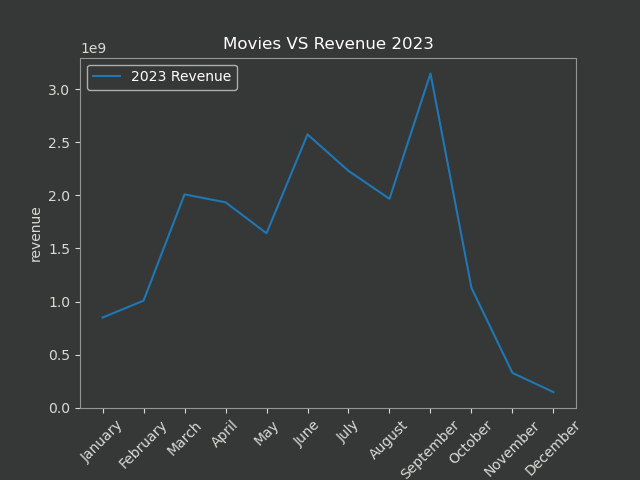 Movies VS Revenue 2023
1e9
2023 Revenue
3.0
2.5
2.0
1.5
1.0
0.5
0.0
revenue
January
February
March
April
May
June
July
August
September
October
November
December